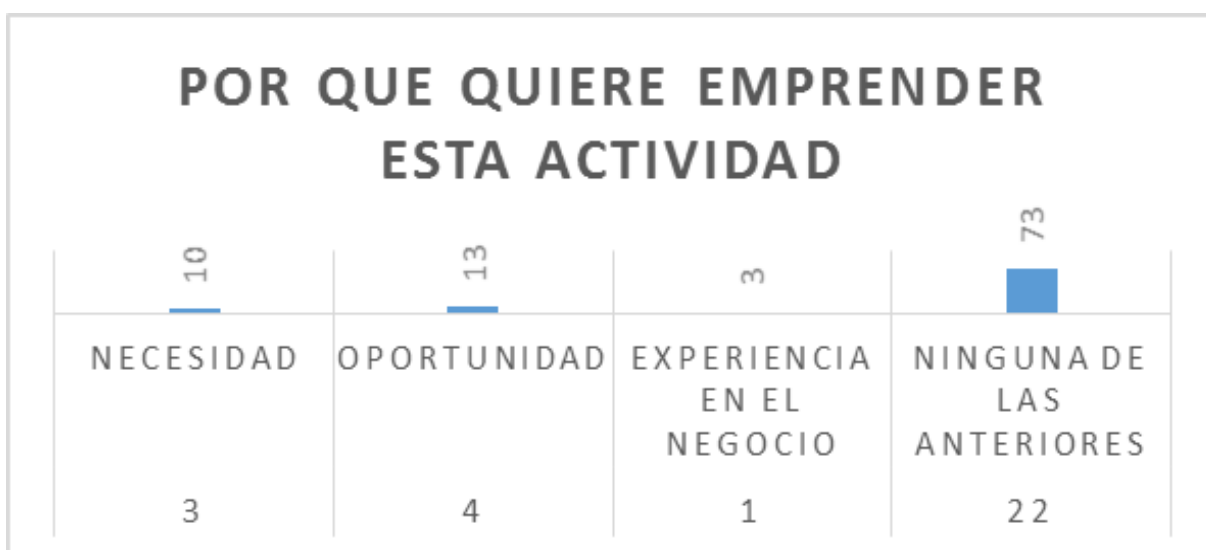 POR QUE QUIERE EMPRENDER
ESTA ACTIVIDAD
10
13
3
73
NECESIDAD
OPORTUNIDAD
EXPERIENCIA
EN EL
NEGOCIO
NINGUNA DE
LAS
ANTERIORES
3
4
1
22